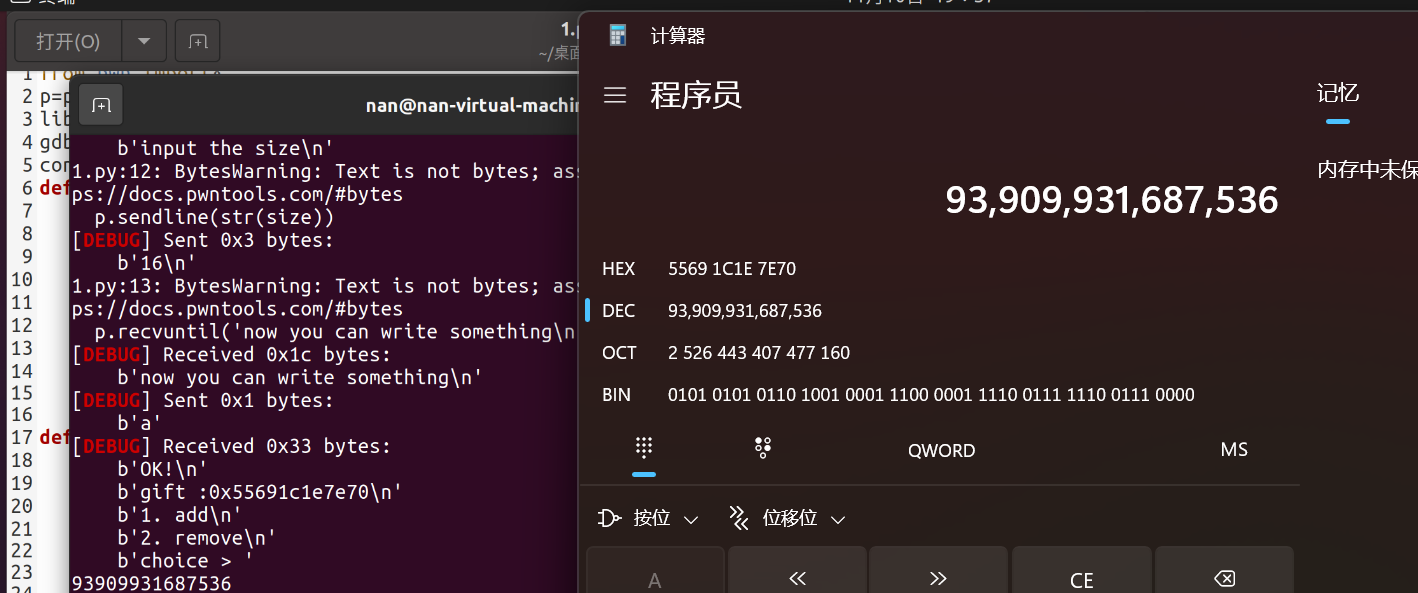 打开(O)
1 from pwn import*
2 p=p
3 lib
4 gdb
5 con
6 def
7
8
9
10
11
12
13
14
15
16
17 def
18
19
20
21
22
23
nan@nan-virtual-machin
b'input the size\n'
1.py:12: BytesWarning: Text is not bytes; ass
ps://docs.pwntools.com/#bytes
p.sendline(str(size))
[DEBUG] Sent 0x3 bytes:
b'16\n'
1.py:13: BytesWarning: Text is not bytes; ass
ps://docs.pwntools.com/#bytes
p.recvuntil('now you can write something\n
[DEBUG] Received 0x1c bytes:
b'now you can write something\n'
[DEBUG] Sent 0x1 bytes:
b'a'
[DEBUG] Received 0x33 bytes:
b'OK!\n'
b'gift :0x55691c1e7e70\n'
b'1. add\n'
b'2. remove\n'
b'choice > '
93909931687536
计算器
程序员
93,909,931,687,536
HEX 5569 1C1E 7E70
DEC 93,909,931,687,536
OCT 2 526 443 407 477 160
BIN 0101 0101 0110 1001 0001 1100 0001 1110 0111 1110 0111 0000
QWORD MS
按位 位移位
A << >> CE
记忆
内存中未保